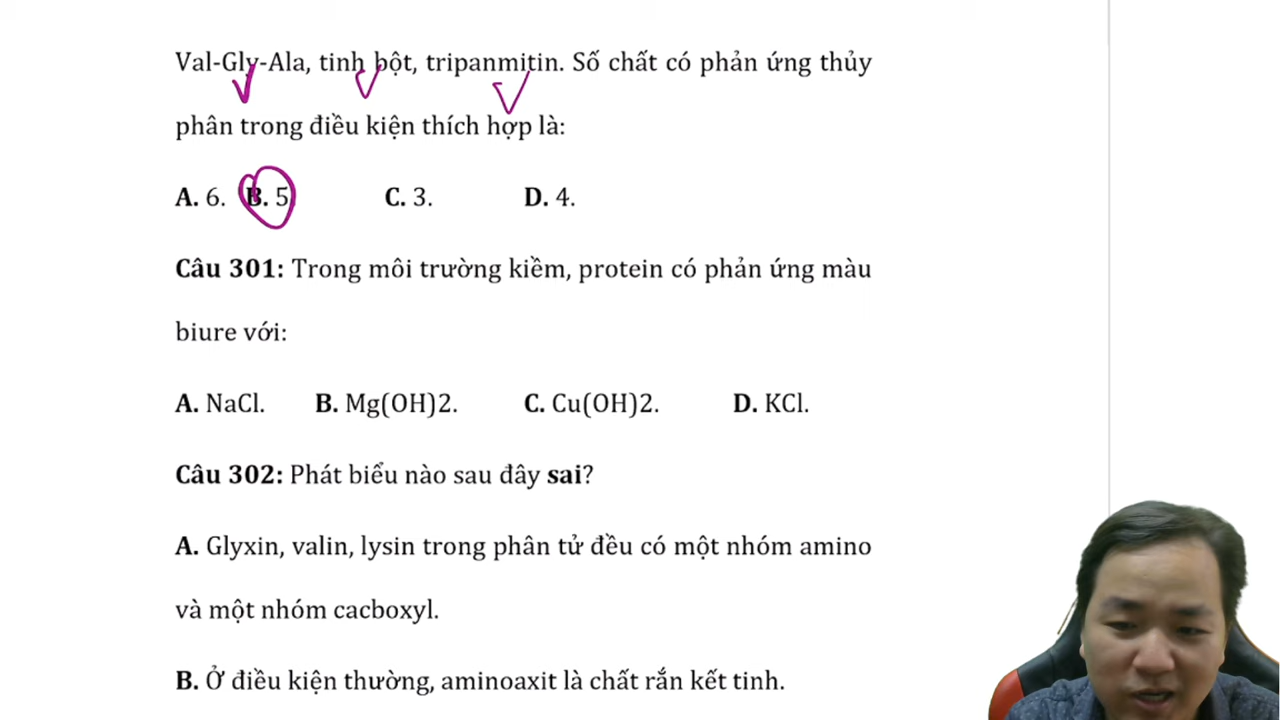 Val-Gly-Ala, tinh bột, tripanmitin. Số chất có phản ứng thủy
phân trong điều kiện thích hợp là:
A. 6. B. 5. C. 3. D. 4.
Câu 301: Trong môi trường kiềm, protein có phản ứng màu
biure với:
A. NaCl. B. Mg(OH)2. C. Cu(OH)2. D. KCl.
Câu 302: Phát biểu nào sau đây sai?
A. Glyxin, valin, lysin trong phân tử đều có một nhóm amino
và một nhóm cacboxyl.
B. Ở điều kiện thường, aminoaxit là chất rắn kết tinh.